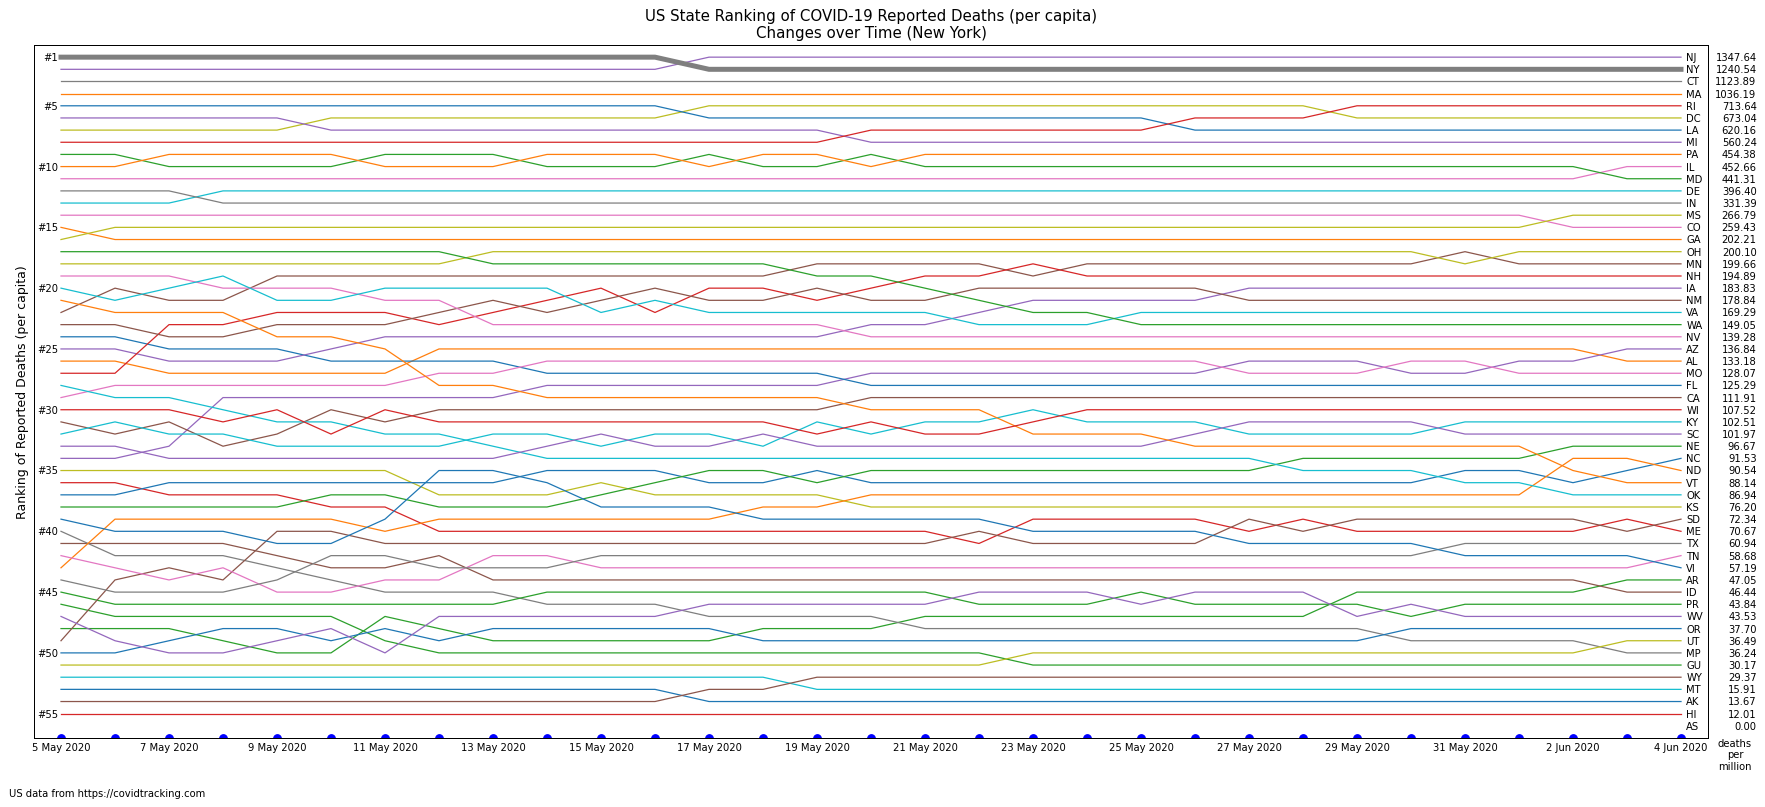 US State Ranking of COVID-19 Reported Deaths (per capita)
Changes over Time (New York)
Ranking of Reported Deaths (per capita)
#1
#5
#10
#15
#20
#25
#30
#35
#40
#45
#50
#55
NJ 1347.64
NY 1240.54
CT 1123.89
MA 1036.19
RI 713.64
DC 673.04
LA 620.16
MI 560.24
PA 454.38
IL 452.66
MD 441.31
DE 396.40
IN 331.39
MS 266.79
CO 259.43
GA 202.21
OH 200.10
MN 199.66
NH 194.89
IA 183.83
NM 178.84
VA 169.29
WA 149.05
NV 139.28
AZ 136.84
AL 133.18
MO 128.07
FL 125.29
CA 111.91
WI 107.52
KY 102.51
SC 101.97
NE 96.67
NC 91.53
ND 90.54
VT 88.14
OK 86.94
KS 76.20
SD 72.34
ME 70.67
TX 60.94
TN 58.68
VI 57.19
AR 47.05
ID 46.44
PR 43.84
WV 43.53
OR 37.70
UT 36.49
MP 36.24
GU 30.17
WY 29.37
MT 15.91
AK 13.67
HI 12.01
AS 0.00
5 May 2020 7 May 2020 9 May 2020 11 May 2020 13 May 2020 15 May 2020 17 May 2020 19 May 2020 21 May 2020 23 May 2020 25 May 2020 27 May 2020 29 May 2020 31 May 2020 2 Jun 2020 4 Jun 2020
deaths
per
million
US data from https://covidtracking.com